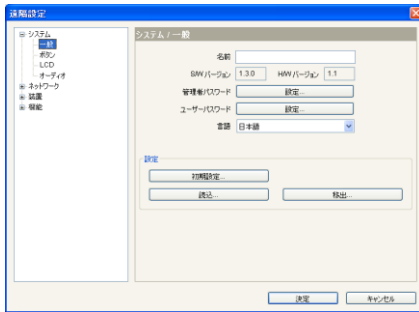 遠隔設定
システム
一般
ボタン
LCD
オーディオ
ネットワーク
装置
機能
システム / 一般
名前
S/W バージョン 1.3.0 H/W バージョン 1.1
管理者パスワード 設定...
ユーザーパスワード 設定...
言語 日本語
設定
初期設定...
読込... 移出...
決定 キャンセル